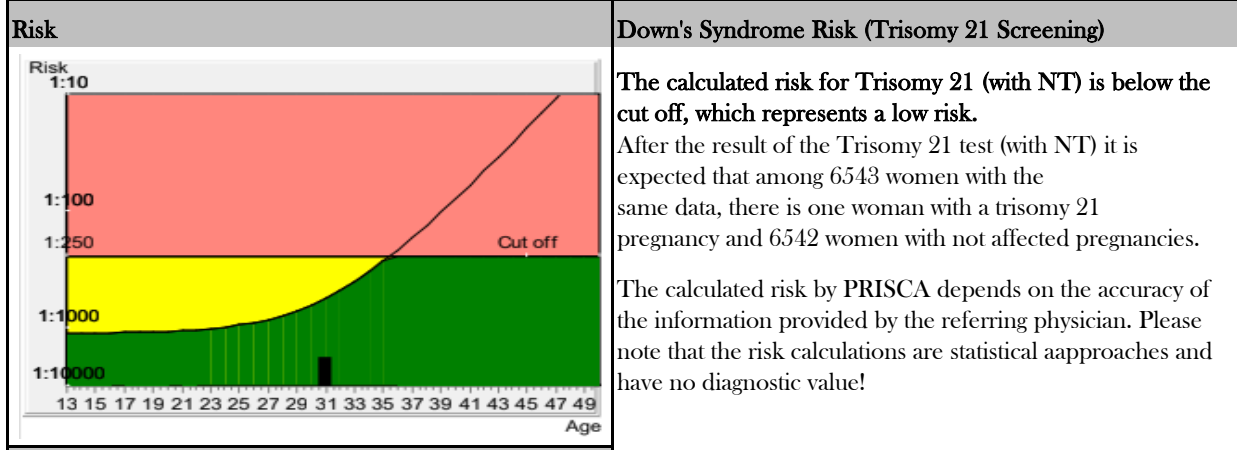 Risk
Down's Syndrome Risk (Trisomy 21 Screening)
Risk
1:10
1:100
1:250
Cut off
1:1000
1:10000
13 15 17 19 21 23 25 27 29 31 33 35 37 39 41 43 45 47 49
Age
The calculated risk for Trisomy 21 (with NT) is below the
cut off, which represents a low risk.
After the result of the Trisomy 21 test (with NT) it is
expected that among 6543 women with the
same data, there is one woman with a trisomy 21
pregnancy and 6542 women with not affected pregnancies.
The calculated risk by PRISCA depends on the accuracy of
the information provided by the referring physician. Please
note that the risk calculations are statistical aapproaches and
have no diagnostic value!